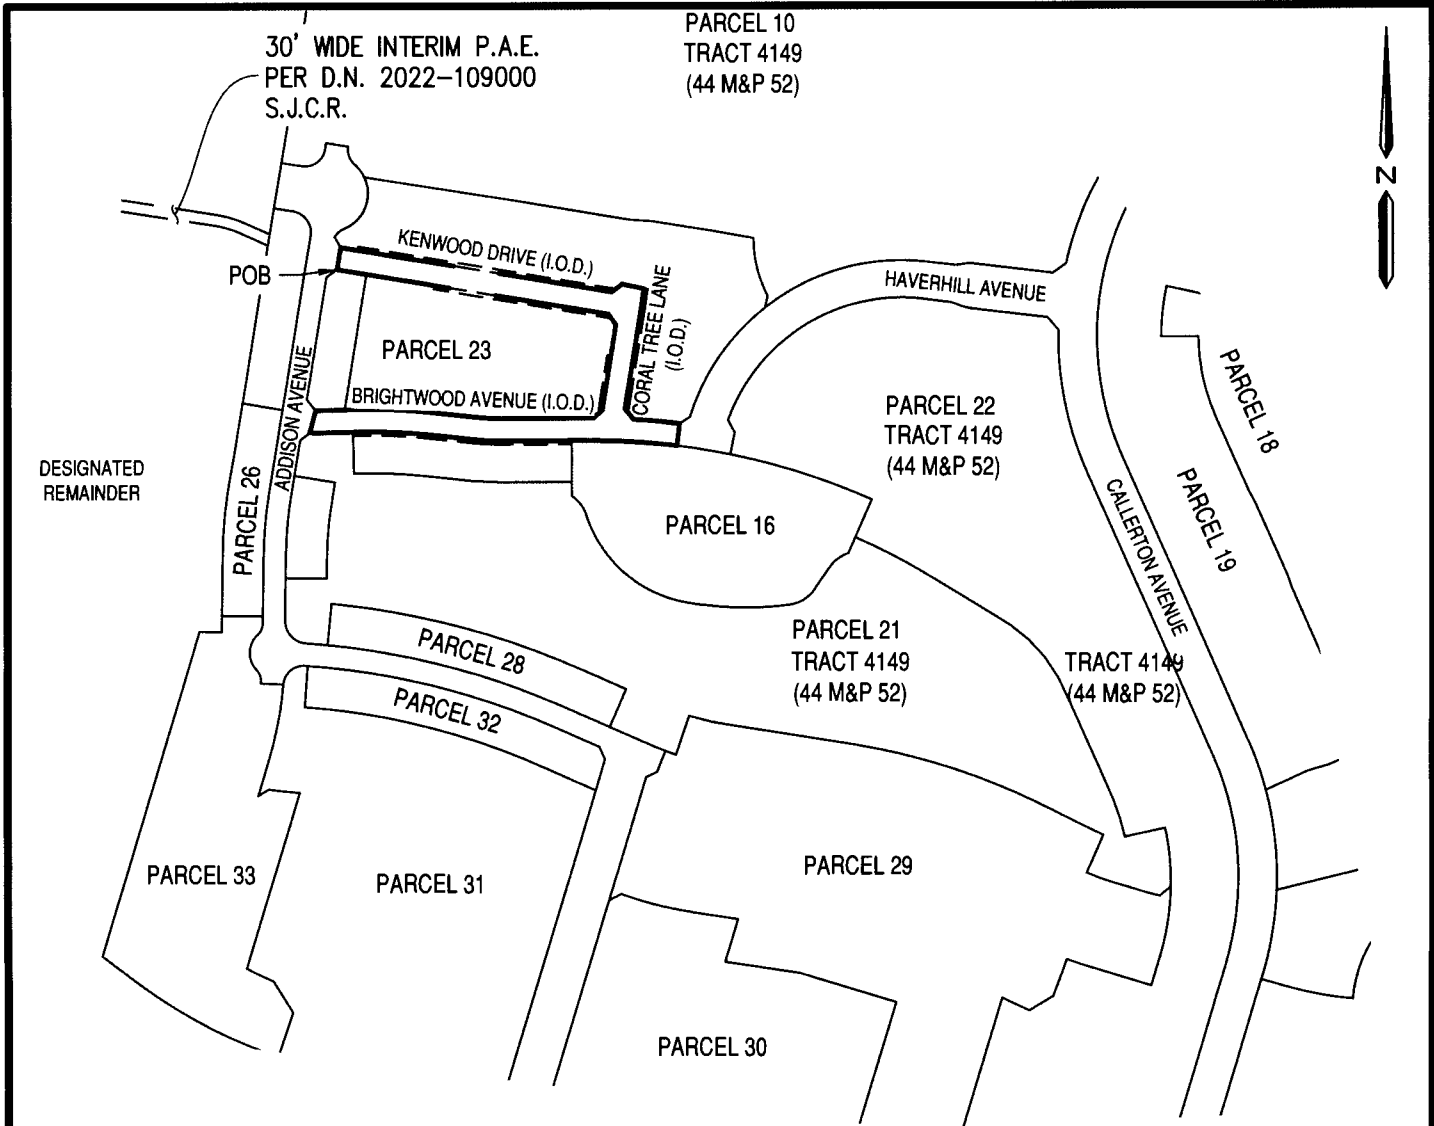 PARCEL 10
TRACT 4149
(44 M&P 52)
30' WIDE INTERIM P.A.E.
PER D.N. 2022-109000
S.J.C.R.
N
KENWOOD DRIVE (I.O.D.)
POB
CORAL TREE LANE
(I.O.D.)
HAVERHILL AVENUE
PARCEL 23
ADDISON AVENUE
BRIGHTWOOD AVENUE (I.O.D.)
PARCEL 22
TRACT 4149
(44 M&P 52)
PARCEL 18
PARCEL 19
DESIGNATED
REMAINDER
PARCEL 26
PARCEL 16
CALLERTON AVENUE
PARCEL 28
PARCEL 21
TRACT 4149
(44 M&P 52)
TRACT 4149
(44 M&P 52)
PARCEL 32
PARCEL 33
PARCEL 31
PARCEL 29
PARCEL 30